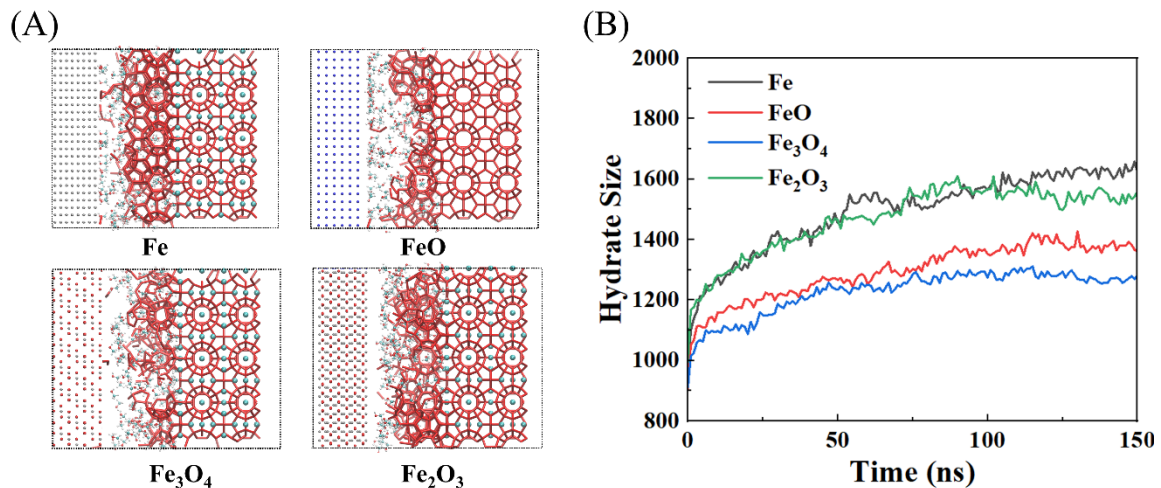 (A)
Fe
FeO
Fe₃O₄
Fe₂O₃
(B)
Hydrate Size
2000
1800
1600
1400
1200
1000
800
Fe
FeO
Fe₃O₄
Fe₂O₃
0
50
100
150
Time (ns)